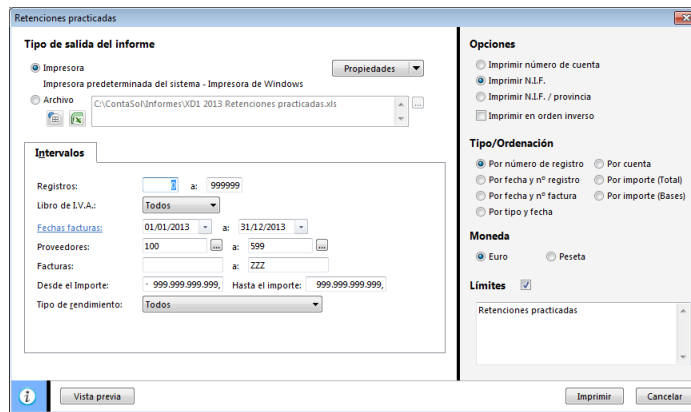 Retenciones practicadas
Tipo de salida del informe
Impresora
Propiedades
Impresora predeterminada del sistema - Impresora de Windows
Archivo
C:\ContaSol\Informes\XD1 2013 Retenciones practicadas.xls
Intervalos
Registros: 0 a: 999999
Libro de I.V.A.: Todos
Fechas facturas: 01/01/2013 a: 31/12/2013
Proveedores: 100 ... a: 599 ...
Facturas: a: ZZZ
Desde el Importe: - 999.999.999.999, Hasta el importe: 999.999.999.999,
Tipo de rendimiento: Todos
Opciones
Imprimir número de cuenta
Imprimir N.I.F.
Imprimir N.I.F. / provincia
Imprimir en orden inverso
Tipo/Ordenación
Por número de registro Por cuenta
Por fecha y nº registro Por importe (Total)
Por fecha y nº factura Por importe (Bases)
Por tipo y fecha
Moneda
Euro Peseta
Límites
Retenciones practicadas
Vista previa
Imprimir
Cancelar